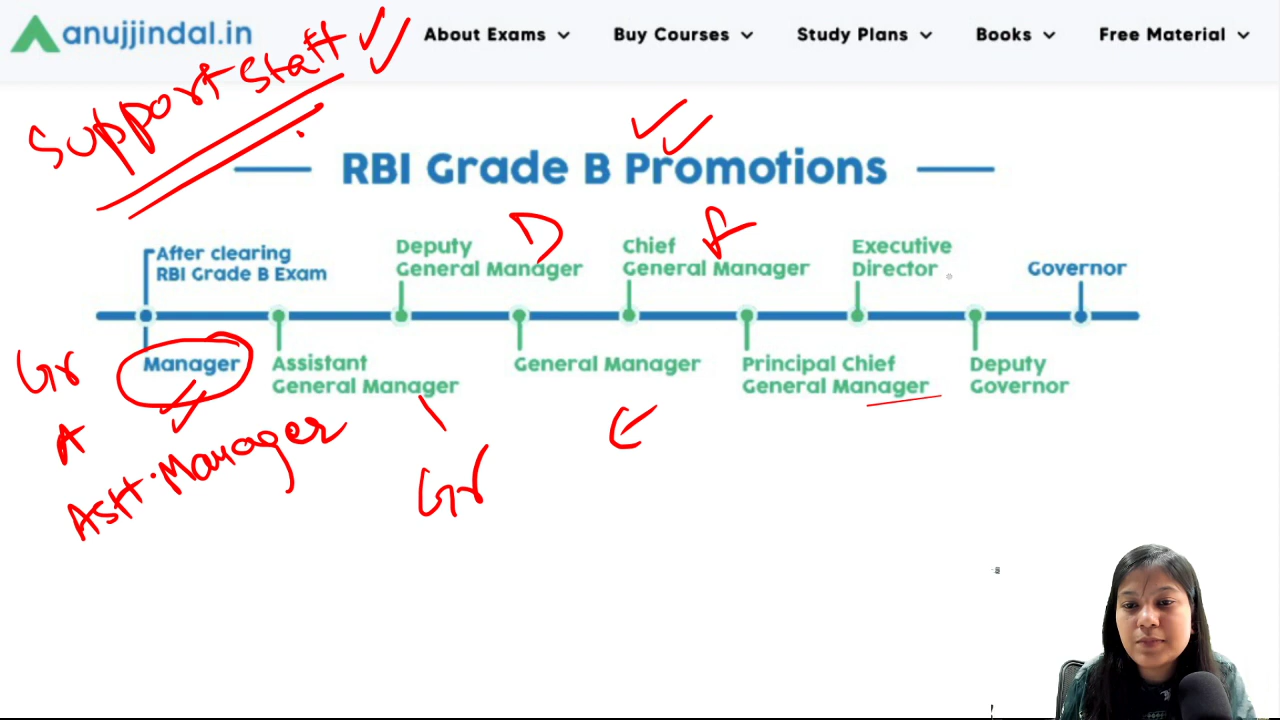 anujjindal.in
About Exams
Buy Courses
Study Plans
Books
Free Material
Support Staff
RBI Grade B Promotions
After clearing
RBI Grade B Exam
Deputy
General Manager
D
Chief
General Manager
F
Executive
Director
Governor
Manager
Assistant
General Manager
General Manager
Principal Chief
General Manager
Deputy
Governor
Gr
A
Astt. Manager
Gr
E